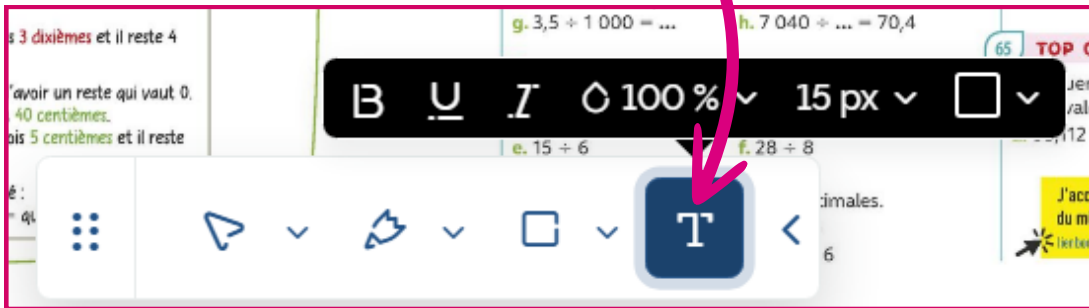 g. 3,5 ÷ 1 000 = ... h. 7 040 ÷ ... = 70,4
s 3 dixièmes et il reste 4
65 TOP
'avoir un reste qui vaut 0.
40 centièmes.
ois 5 centièmes et il reste
B U I 100 % 15 px
e. 15 ÷ 6 f. 28 ÷ 8
é :
= qu
T
timales.
6
J'acc
du m